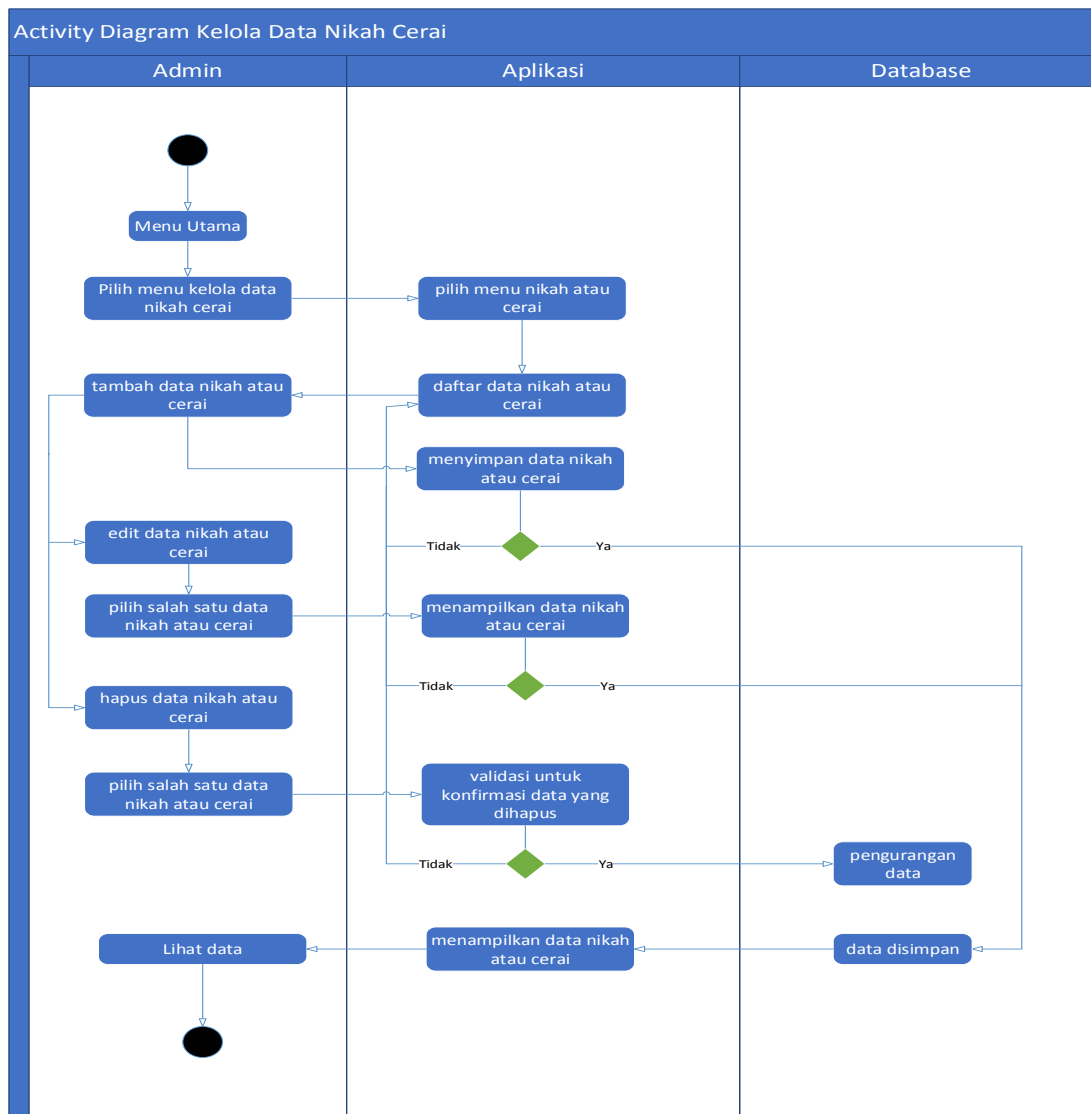 Activity Diagram Kelola Data Nikah Cerai
Admin
Aplikasi
Database
Menu Utama
Pilih menu kelola data
nikah cerai
pilih menu nikah atau
cerai
tambah data nikah atau
cerai
daftar data nikah atau
cerai
menyimpan data nikah
atau cerai
edit data nikah atau
cerai
Tidak
Ya
pilih salah satu data
nikah atau cerai
menampilkan data nikah
atau cerai
Tidak
Ya
hapus data nikah atau
cerai
pilih salah satu data
nikah atau cerai
validasi untuk
konfirmasi data yang
dihapus
Tidak
Ya
pengurangan
data
Lihat data
menampilkan data nikah
atau cerai
data disimpan